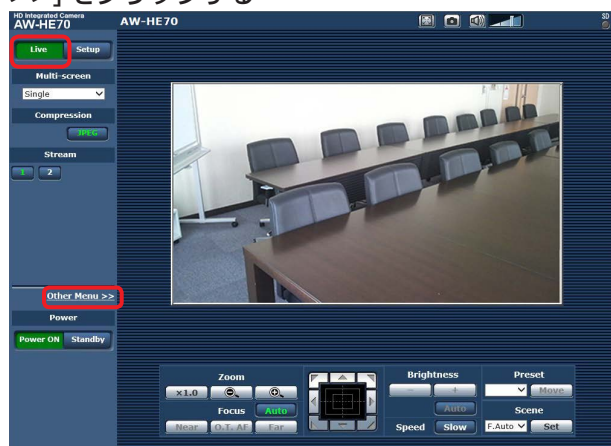 >>］をクリックする
HD Integrated Camera
AW-HE70
AW-HE70
SD
Live Setup
Multi-screen
Single
Compression
JPEG
Stream
1 2
Other Menu >>
Power
Power ON Standby
Zoom
×1.0
Focus Auto
Near O.T. AF Far
Brightness
- +
Auto
Speed Slow
Preset
Move
Scene
F.Auto Set